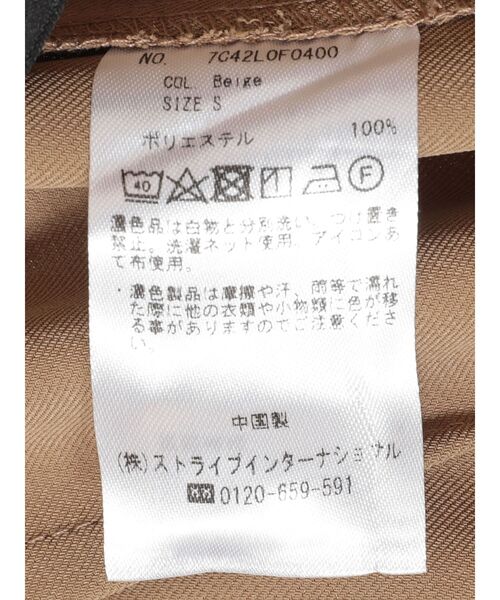 NO. 7C42L0F0400
COL. Beige
SIZE S
ポリエステル 100%
40 F
濃色品は白物と分別洗い、つけ置き
禁止。洗濯ネット使用。アイロンあ
て布使用。
・濃色製品は摩擦や汗、雨等で濡れ
た際に他の衣類や小物類に色が移
る事がありますのでご注意くださ
い。
中国製
(株)ストライプインターナショナル
☎0120-659-591